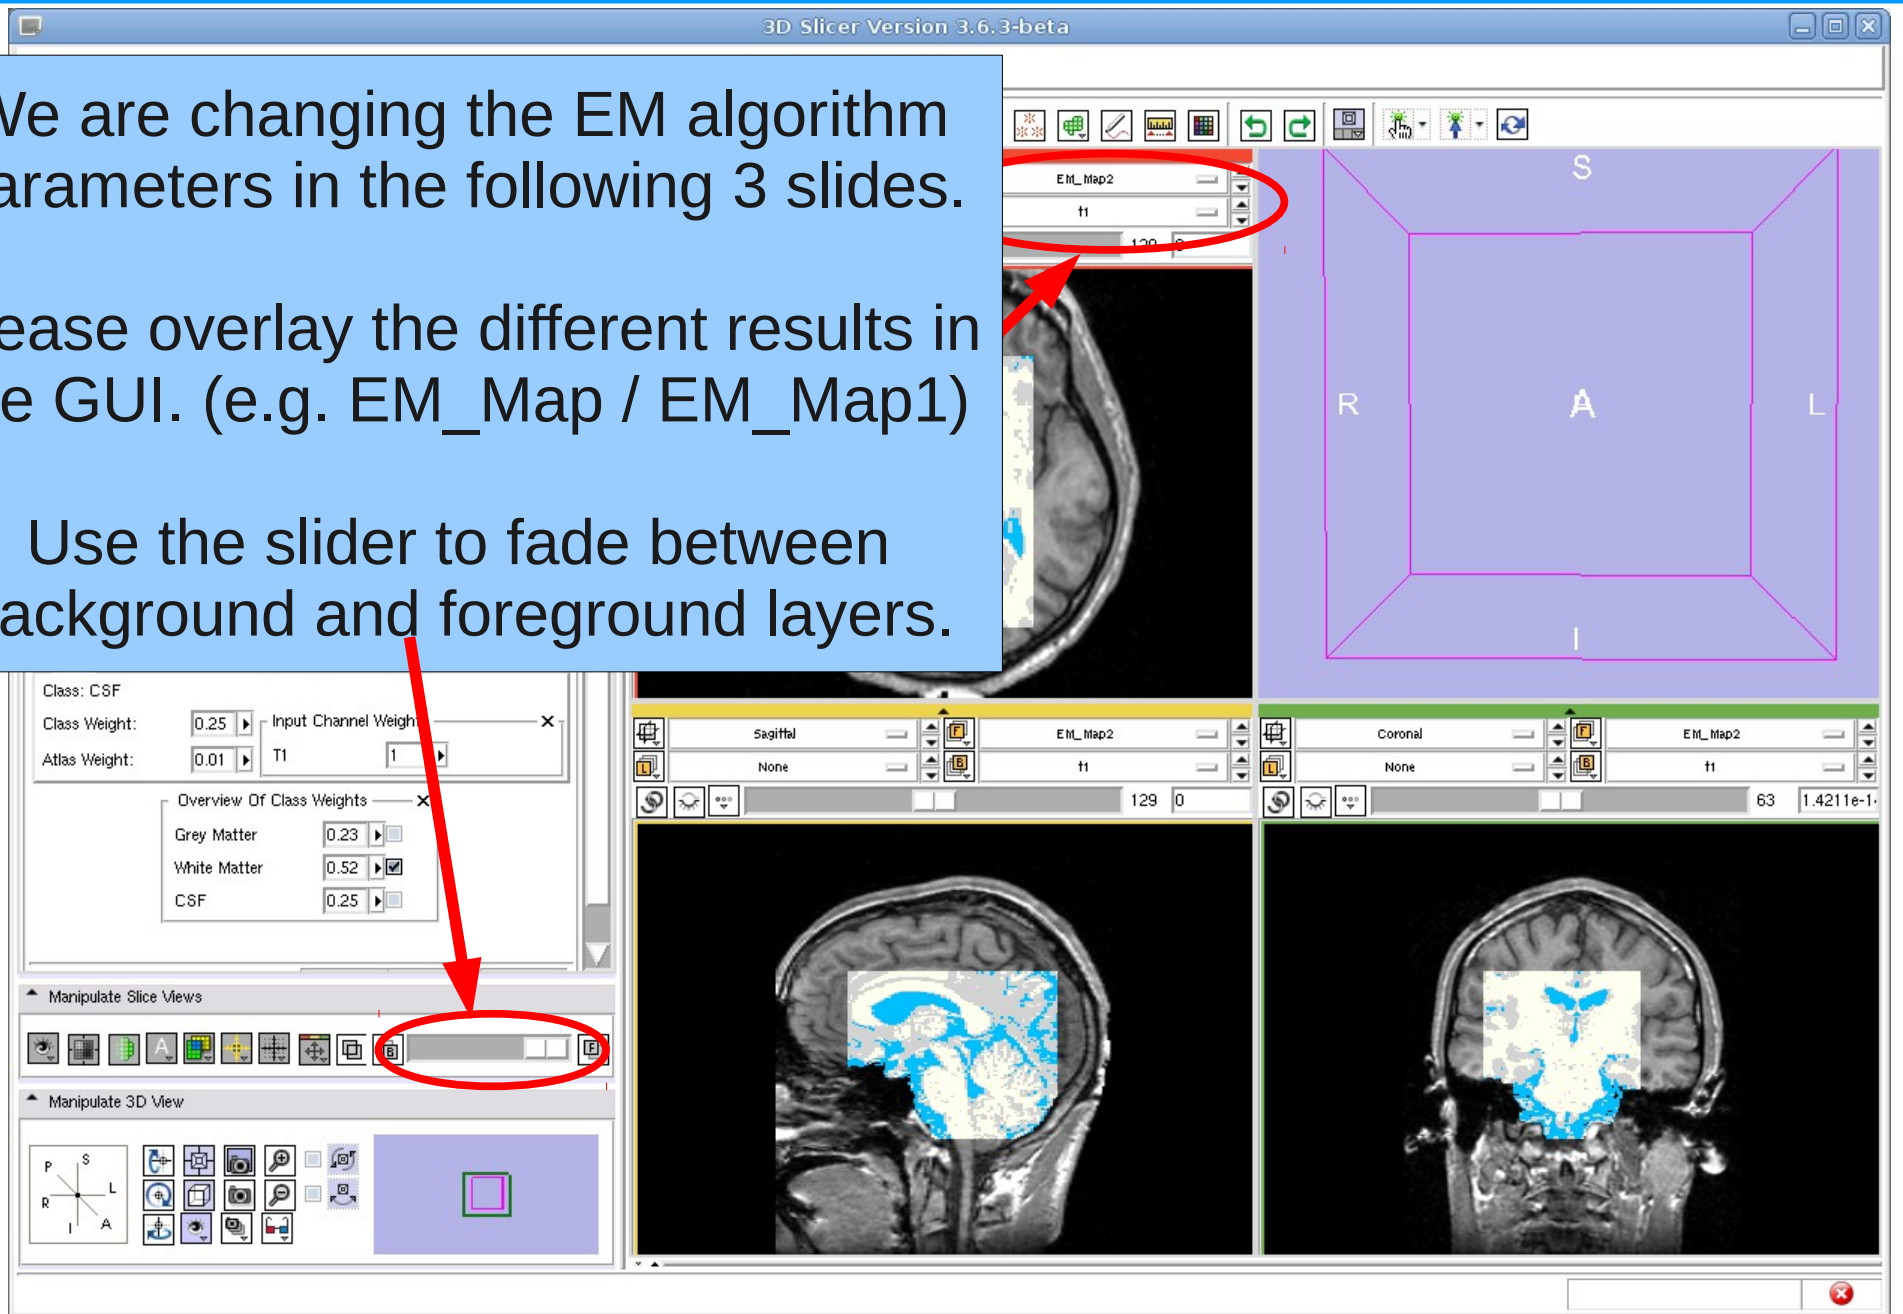 3D Slicer Version 3.6.3-beta
We are changing the EM algorithm
arameters in the following 3 slides.
ease overlay the different results in
e GUI. (e.g. EM_Map / EM_Map1)
Use the slider to fade between
ackground and foreground layers.
EM_Map2
t1
129
S
R
A
L
I
Class: CSF
Class Weight: 0.25
Input Channel Weight
Atlas Weight: 0.01
T1 1
Overview Of Class Weights
Grey Matter 0.23
White Matter 0.52
CSF 0.25
Sagittal
F
EM_Map2
L
None
B
t1
129 0
Coronal
F
EM_Map2
L
None
B
t1
63 1.4211e-1
Manipulate Slice Views
A
B
F
Manipulate 3D View
P S
R L
I A